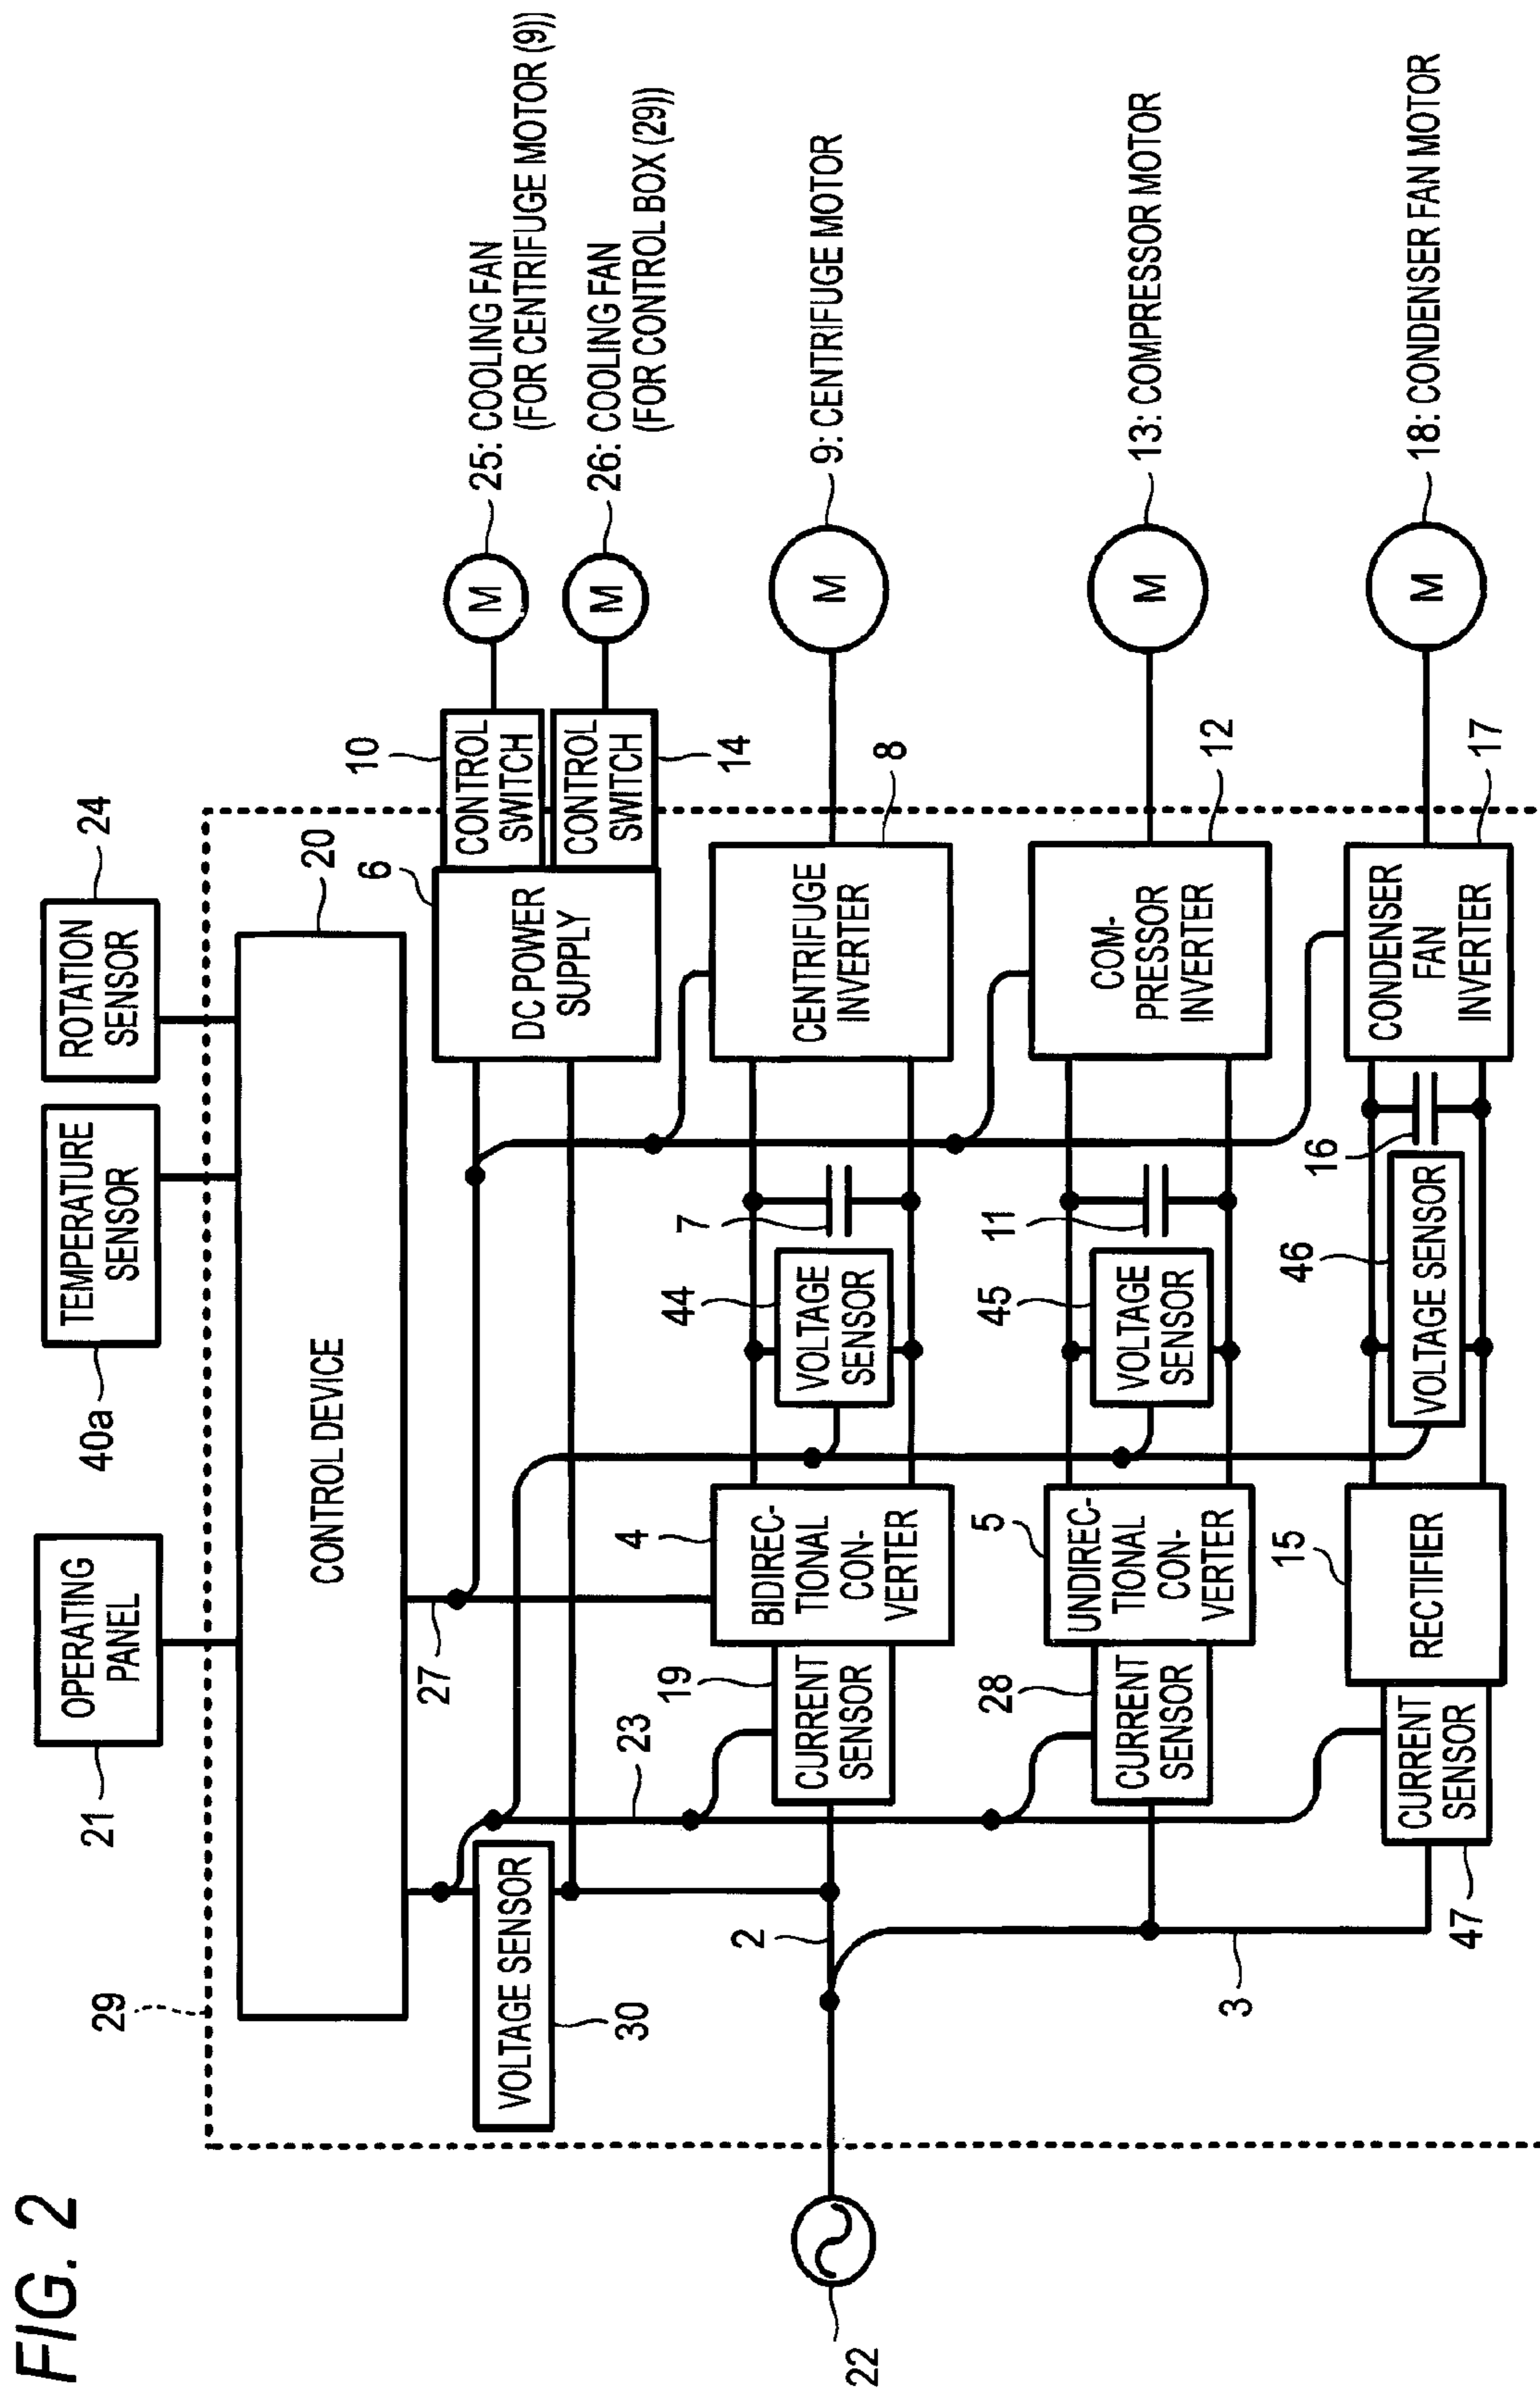 FIG. 2
21
OPERATING
PANEL
40a
TEMPERATURE
SENSOR
24
ROTATION
SENSOR
29
CONTROL DEVICE
20
27
VOLTAGE SENSOR
30
23
6
DC POWER
SUPPLY
10
CONTROL
SWITCH
CONTROL
SWITCH
14
M
25: COOLING FAN
(FOR CENTRIFUGE MOTOR (9))
M
26: COOLING FAN
(FOR CONTROL BOX (29))
22
2
19
CURRENT
SENSOR
4
BIDIREC-
TIONAL
CON-
VERTER
44
VOLTAGE
SENSOR
7
CENTRIFUGE
INVERTER
8
M
9: CENTRIFUGE MOTOR
3
28
CURRENT
SENSOR
5
UNDIREC-
TIONAL
CON-
VERTER
45
VOLTAGE
SENSOR
11
COM-
PRESSOR
INVERTER
12
M
13: COMPRESSOR MOTOR
47
CURRENT
SENSOR
15
RECTIFIER
46
VOLTAGE SENSOR
16
CONDENSER
FAN
INVERTER
17
M
18: CONDENSER FAN MOTOR